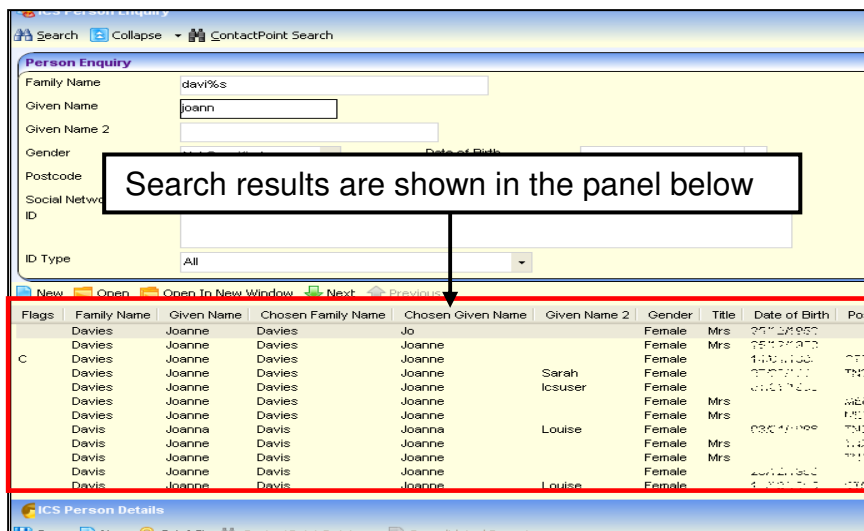 ICS Person Enquiry
Search Collapse ContactPoint Search
Person Enquiry
Family Name davi%s
Given Name joann
Given Name 2
Gender Date of Birth
Postcode
Search results are shown in the panel below
Social
ID
ID Type All
New Open Open In New Window Next Previous
Flags Family Name Given Name Chosen Family Name Chosen Given Name Given Name 2 Gender Title Date of Birth
Davies Joanne Davies Jo Female Mrs
Davies Joanne Davies Joanne Female Mrs
C Davies Joanne Davies Joanne Female
Davies Joanne Davies Joanne Sarah Female
Davies Joanne Davies Joanne Icsuser Female
Davies Joanne Davies Joanne Female Mrs
Davies Joanne Davies Joanne Female Mrs
Davis Joanna Davis Joanna Louise Female
Davis Joanne Davis Joanne Female Mrs
Davis Joanne Davis Joanne Female Mrs
Davis Joanne Davis Joanne Female
Davis Joanne Davis Joanne Louise Female
ICS Person Details